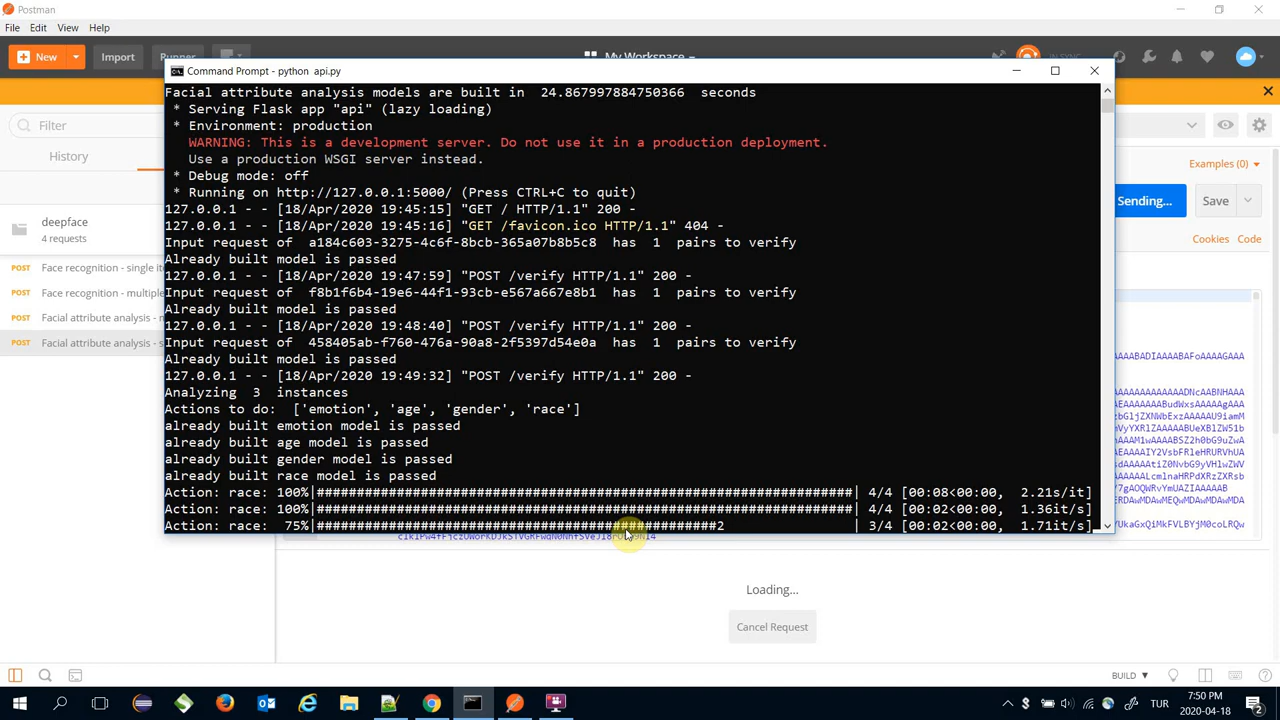 Postman
File Edit View Help
New Import Runner My Workspace IN SYNC
Command Prompt - python api.py
Facial attribute analysis models are built in 24.867997884750366 seconds
* Serving Flask app "api" (lazy loading)
* Environment: production
WARNING: This is a development server. Do not use it in a production deployment.
Use a production WSGI server instead.
* Debug mode: off
* Running on http://127.0.0.1:5000/ (Press CTRL+C to quit)
127.0.0.1 - - [18/Apr/2020 19:45:15] "GET / HTTP/1.1" 200 -
127.0.0.1 - - [18/Apr/2020 19:45:16] "GET /favicon.ico HTTP/1.1" 404 -
Input request of a184c603-3275-4c6f-8bcb-365a07b8b5c8 has 1 pairs to verify
Already built model is passed
127.0.0.1 - - [18/Apr/2020 19:47:59] "POST /verify HTTP/1.1" 200 -
Input request of f8b1f6b4-19e6-44f1-93cb-e567a667e8b1 has 1 pairs to verify
Already built model is passed
127.0.0.1 - - [18/Apr/2020 19:48:40] "POST /verify HTTP/1.1" 200 -
Input request of 458405ab-f760-476a-90a8-2f5397d54e0a has 1 pairs to verify
Already built model is passed
127.0.0.1 - - [18/Apr/2020 19:49:32] "POST /verify HTTP/1.1" 200 -
Analyzing 3 instances
Actions to do: ['emotion', 'age', 'gender', 'race']
already built emotion model is passed
already built age model is passed
already built gender model is passed
already built race model is passed
Action: race: 100% 4/4 [00:08<00:00, 2.21s/it]
Action: race: 100% 4/4 [00:02<00:00, 1.36it/s]
Action: race: 75% 3/4 [00:02<00:00, 1.71it/s]
Filter
History
deepface
4 requests
POST Face recognition - single ite
POST Face recognition - multiple
POST Facial attribute analysis - m
POST Facial attribute analysis - s
Examples (0)
Sending... Save
Cookies Code
Loading...
Cancel Request
BUILD
TUR
7:50 PM
2020-04-18
2